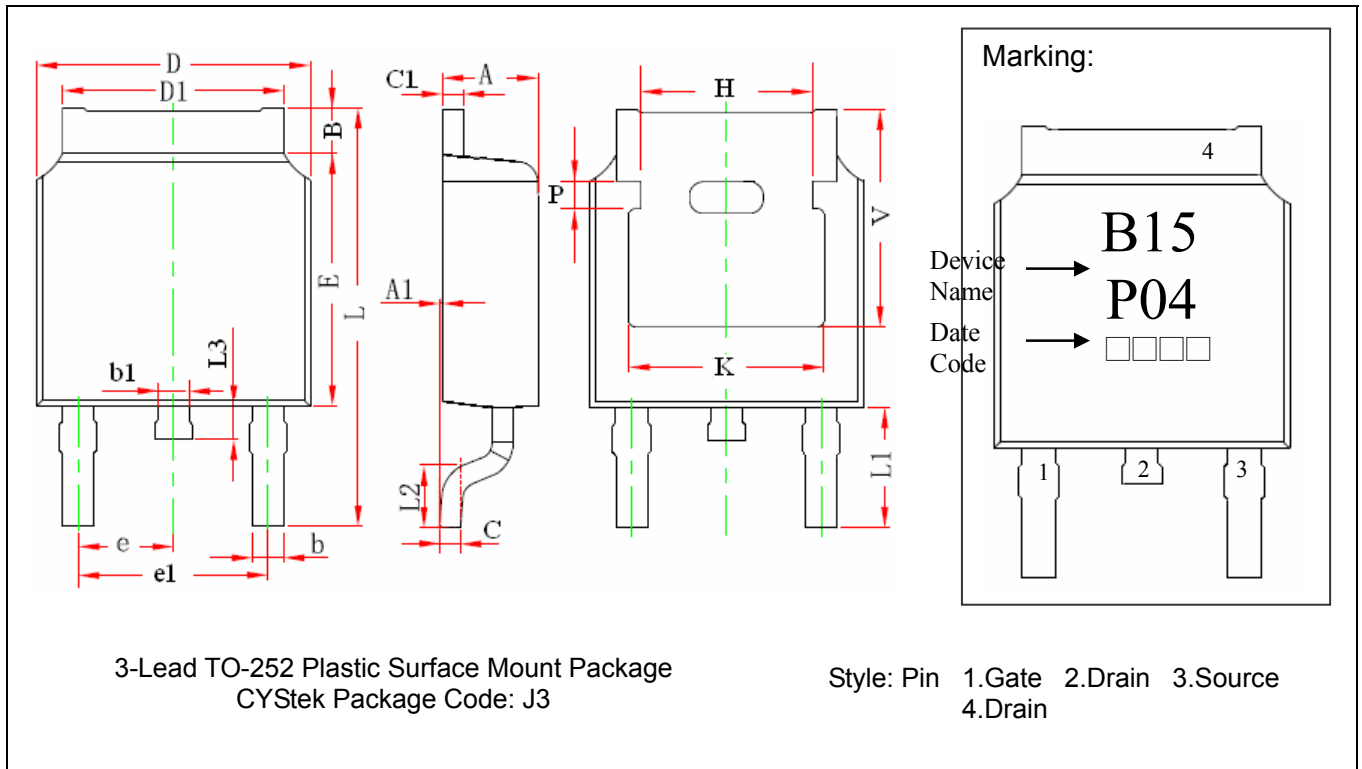 D
D1
B
E
L
L3
b1
e
e1
b
C1
A
A1
L2
C
H
P
V
K
L1
Marking:
4
B15
Device
Name
P04
Date
Code
□□□□
1
2
3
3-Lead TO-252 Plastic Surface Mount Package
CYStek Package Code: J3
Style: Pin 1.Gate 2.Drain 3.Source
4.Drain